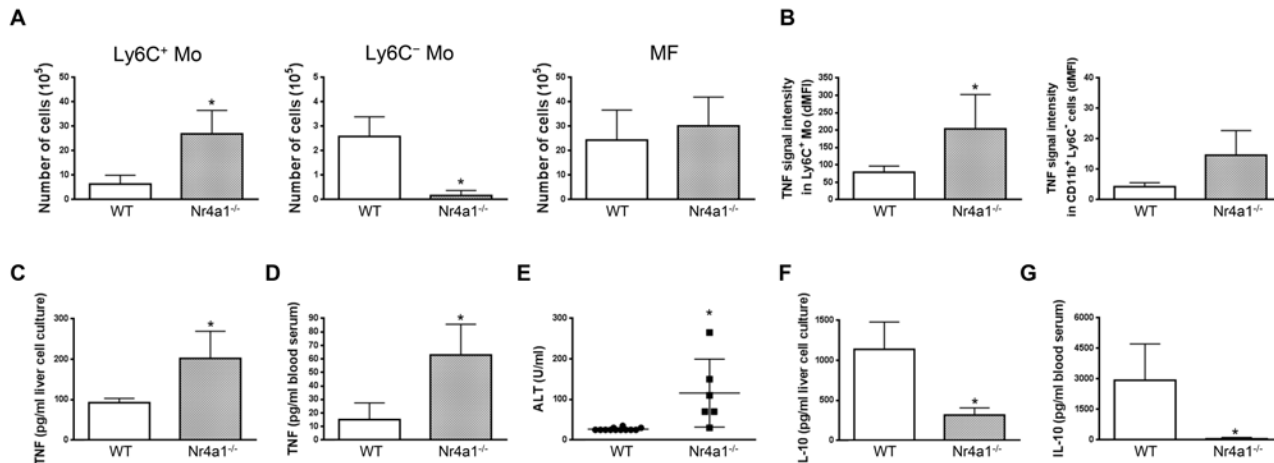 A
B
Ly6C⁺ Mo
Ly6C⁻ Mo
MF
Number of cells (10⁵)
50
40
30
20
10
0
*
WT
Nr4a1⁻/⁻
Number of cells (10⁵)
5
4
3
2
1
0
*
WT
Nr4a1⁻/⁻
Number of cells (10⁵)
50
40
30
20
10
0
WT
Nr4a1⁻/⁻
TNF signal intensity
in Ly6C⁺ Mo (dMFI)
350
300
250
200
150
100
50
0
*
WT
Nr4a1⁻/⁻
TNF signal intensity
in CD11b⁺ Ly6C⁻ cells (dMFI)
40
30
20
10
0
WT
Nr4a1⁻/⁻
C
TNF (pg/ml liver cell culture)
300
200
100
0
*
WT
Nr4a1⁻/⁻
D
TNF (pg/ml blood serum)
90
80
70
60
50
40
30
20
10
0
*
WT
Nr4a1⁻/⁻
E
ALT (U/ml)
300
200
100
0
*
WT
Nr4a1⁻/⁻
F
L-10 (pg/ml liver cell culture)
1500
1000
500
0
*
WT
Nr4a1⁻/⁻
G
IL-10 (pg/ml blood serum)
6000
4500
3000
1500
0
*
WT
Nr4a1⁻/⁻